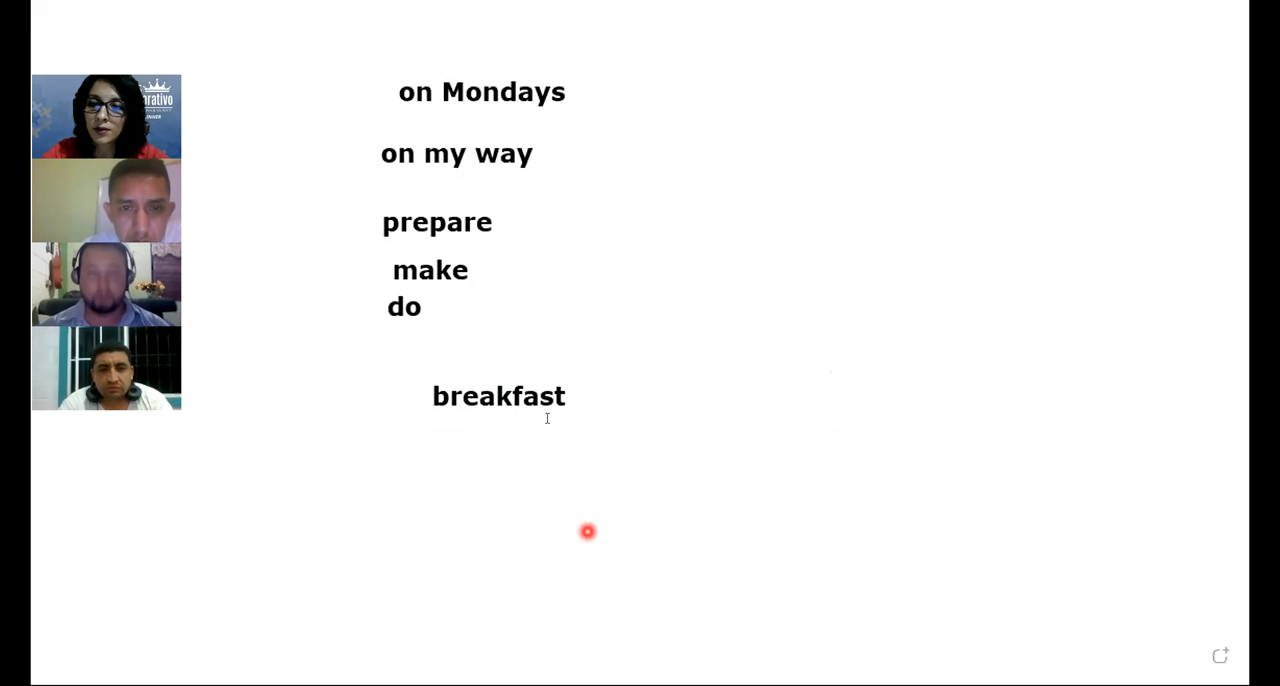 on Mondays
on my way
prepare
make
do
breakfast